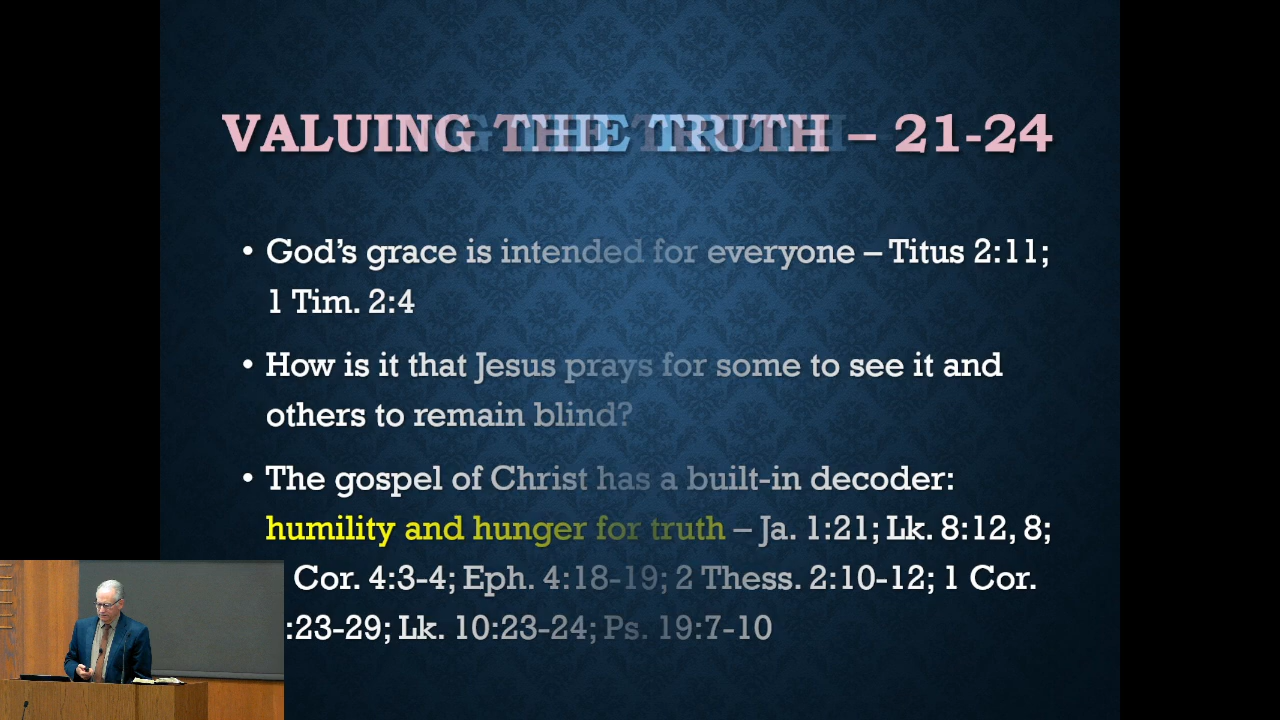 VALUING THE TRUTH – 21-24
• God's grace is intended for everyone – Titus 2:11;
1 Tim. 2:4
• How is it that Jesus prays for some to see it and
others to remain blind?
• The gospel of Christ has a built-in decoder:
humility and hunger for truth – Ja. 1:21; Lk. 8:12, 8;
Cor. 4:3-4; Eph. 4:18-19; 2 Thess. 2:10-12; 1 Cor.
:23-29; Lk. 10:23-24; Ps. 19:7-10